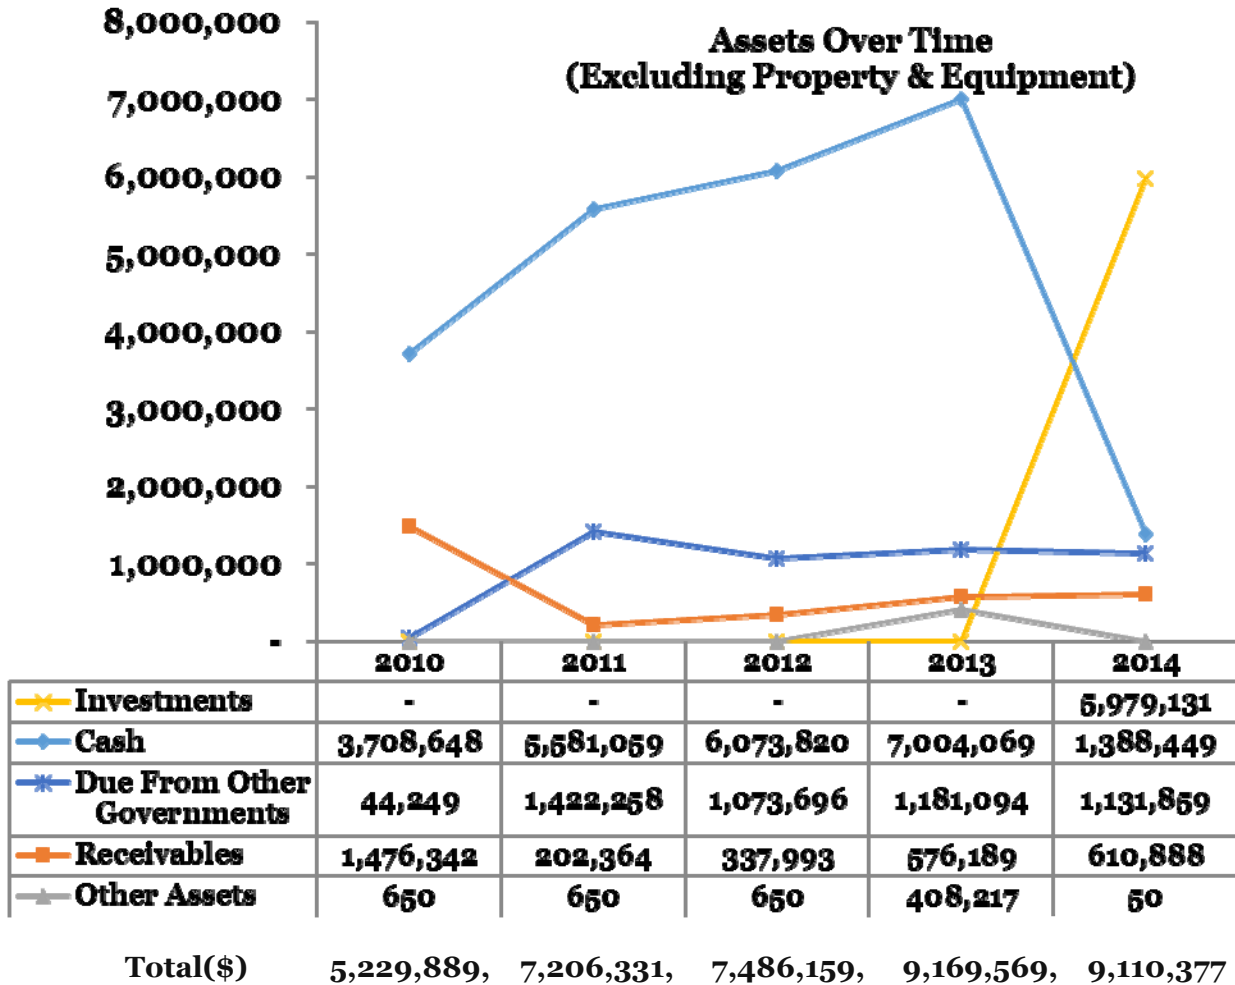 Assets Over Time
(Excluding Property & Equipment)
8,000,000
7,000,000
6,000,000
5,000,000
4,000,000
3,000,000
2,000,000
1,000,000
-
2010 2011 2012 2013 2014
Investments - - - - 5,979,131
Cash 3,708,648 5,581,059 6,073,820 7,004,069 1,388,449
Due From Other
Governments 44,249 1,422,258 1,073,696 1,181,094 1,131,859
Receivables 1,476,342 202,364 337,993 576,189 610,888
Other Assets 650 650 650 408,217 50
Total($) 5,229,889, 7,206,331, 7,486,159, 9,169,569, 9,110,377